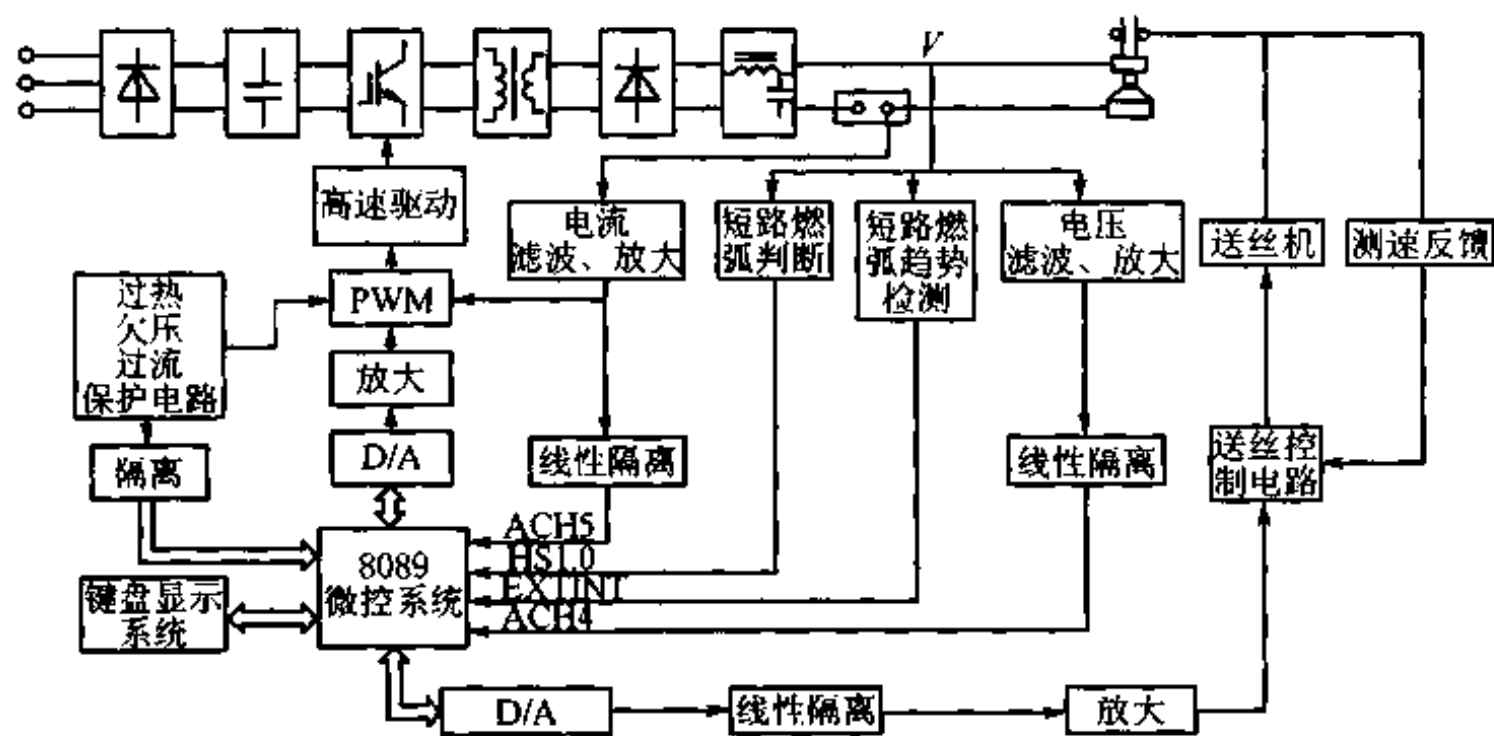 V
高速驱动
电流
滤波、放大
短路燃
弧判断
短路燃
弧趋势
检测
电压
滤波、放大
送丝机
测速反馈
过热
欠压
过流
保护电路
PWM
放大
隔离
D/A
线性隔离
线性隔离
送丝控
制电路
ACH5
HS1.0
EXTINT
ACH4
8089
微控系统
键盘显示
系统
D/A
线性隔离
放大